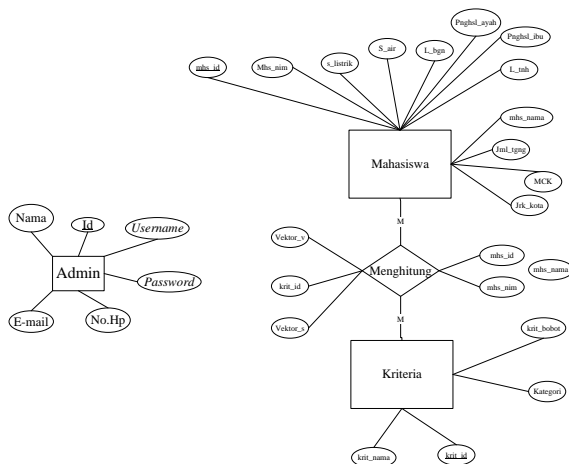 Pnghsl_ayah
Pnghsl_ibu
S_air
L_bgn
s_listrik
Mhs_nim
mhs_id
L_tnh
mhs_nama
Jml_tgng
MCK
Jrk_kota
Mahasiswa
M
Nama
Id
Username
Admin
Password
E-mail
No.Hp
Vektor_v
krit_id
Vektor_s
Menghitung
mhs_id
mhs_nim
mhs_nama
M
Kriteria
krit_bobot
Kategori
krit_nama
krit_id